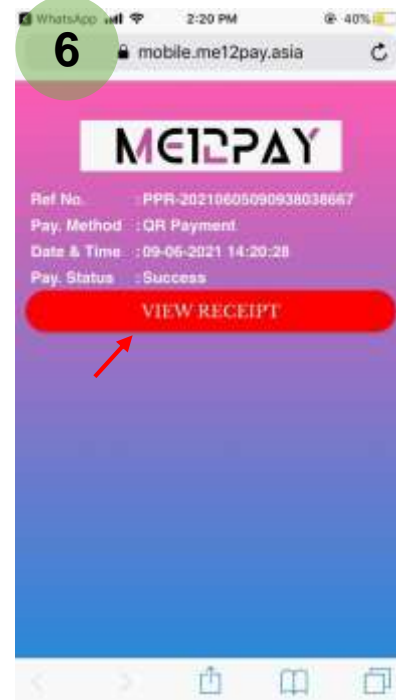 WhatsApp 2:20 PM 40%
6
mobile.me12pay.asia
ME12PAY
Ref No. : PPR-20210605090938038667
Pay. Method : QR Payment
Date & Time : 09-06-2021 14:20:28
Pay. Status : Success
VIEW RECEIPT